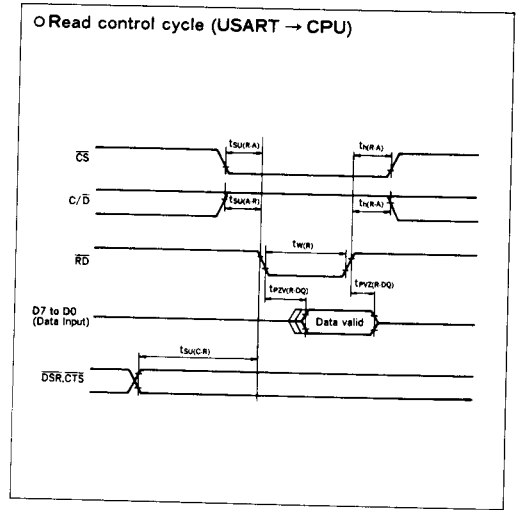 ○ Read control cycle (USART → CPU)
tSU(R-A) th(R-A)
CS
C/D tSU(A-R) th(R-A)
RD tW(R)
tPZV(R-DQ) tPVZ(R-DQ)
D7 to D0
(Data Input) Data valid
tSU(C-R)
DSR,CTS